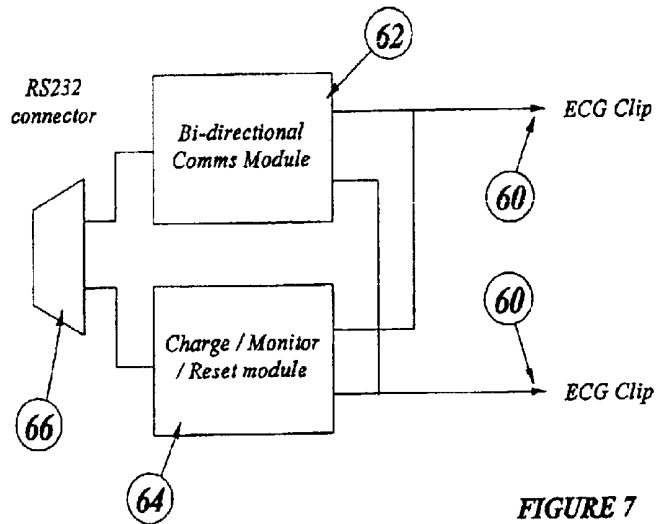 62
RS232
connector
Bi-directional
Comms Module
ECG Clip
60
60
Charge / Monitor
/ Reset module
ECG Clip
66
64
FIGURE 7